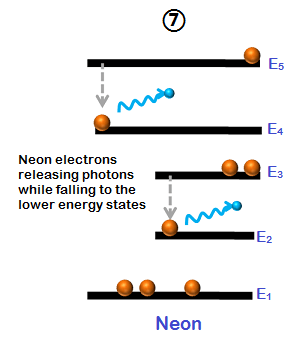 7
E5
E4
Neon electrons
releasing photons
while falling to the
lower energy states
E3
E2
E1
Neon